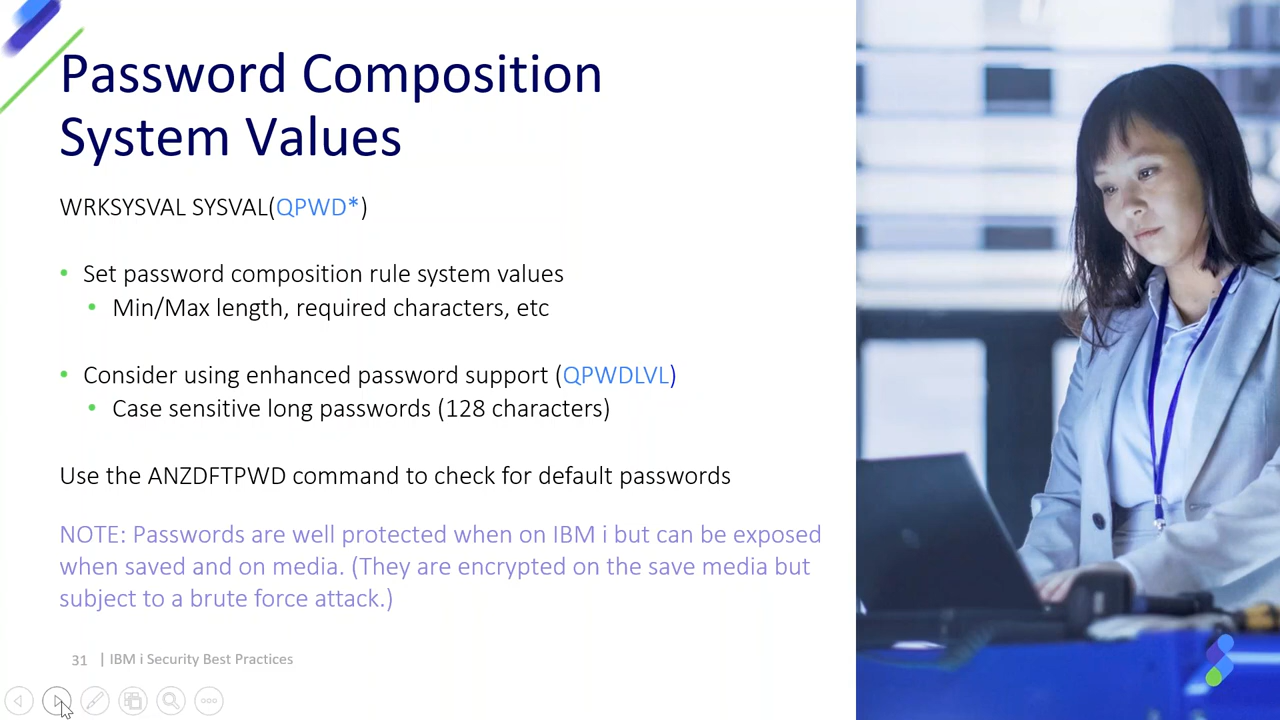 Password Composition
System Values
WRKSYSVAL SYSVAL(QPWD*)
• Set password composition rule system values
• Min/Max length, required characters, etc
• Consider using enhanced password support (QPWDLVL)
• Case sensitive long passwords (128 characters)
Use the ANZDFTPWD command to check for default passwords
NOTE: Passwords are well protected when on IBM i but can be exposed
when saved and on media. (They are encrypted on the save media but
subject to a brute force attack.)
31 | IBM i Security Best Practices